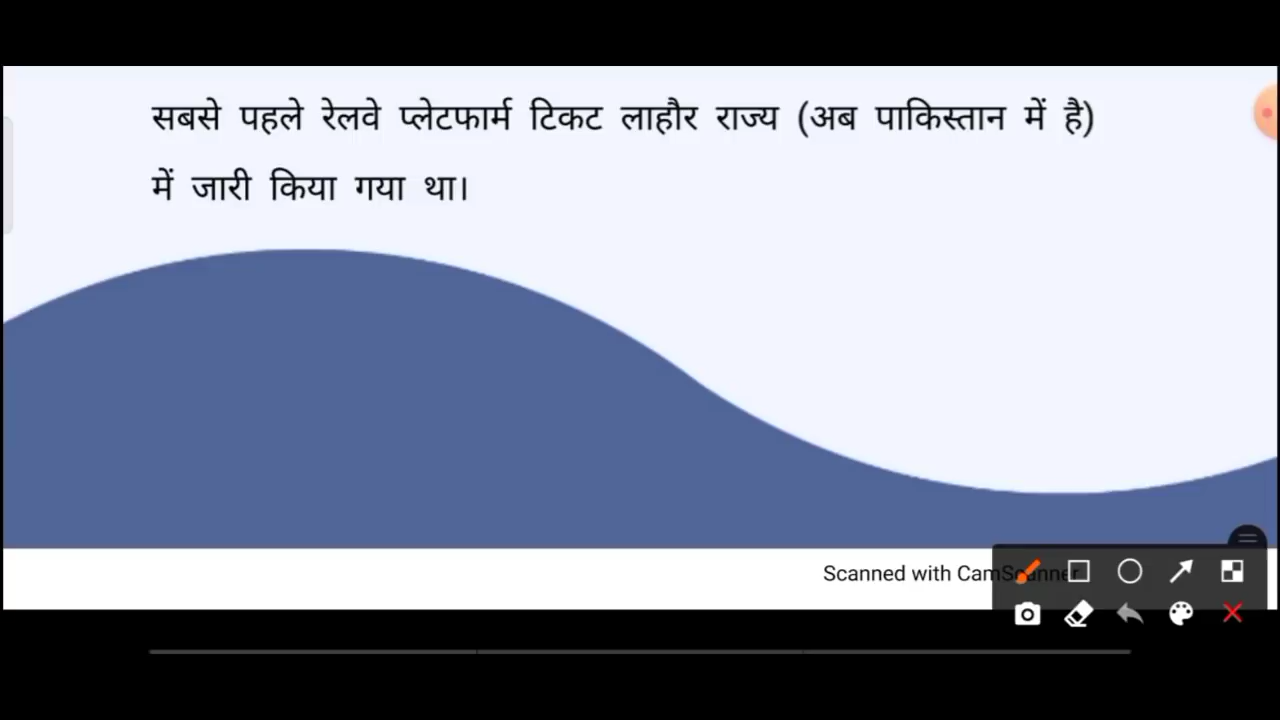 सबसे पहले रेलवे प्लेटफार्म टिकट लाहौर राज्य (अब पाकिस्तान में है)
में जारी किया गया था।
Scanned with CamScanner